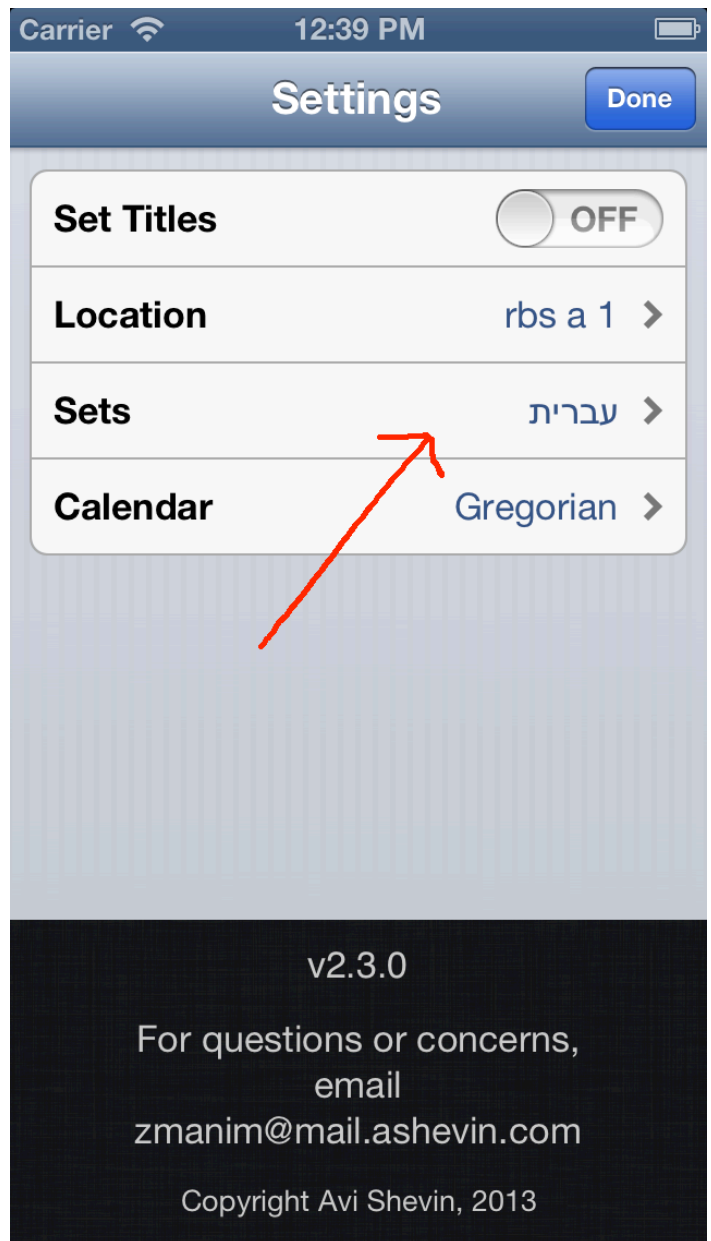 Carrier 12:39 PM
Settings Done
Set Titles OFF
Location rbs a 1
Sets עברית
Calendar Gregorian
v2.3.0
For questions or concerns,
email
zmanim@mail.ashevin.com
Copyright Avi Shevin, 2013